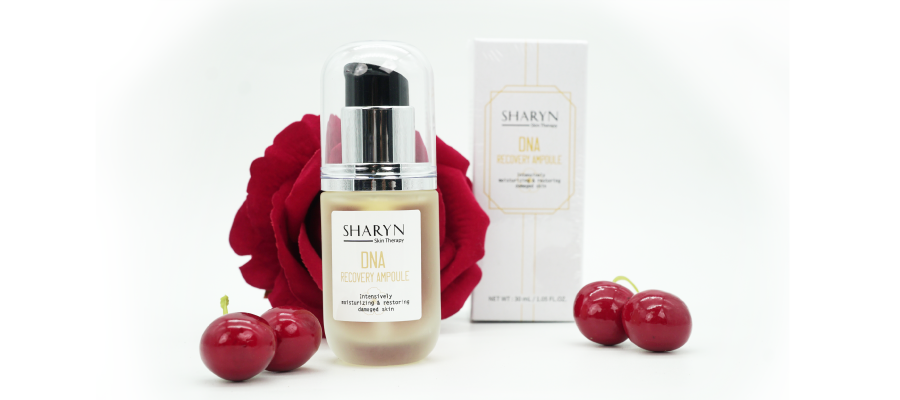 SHARYN
Skin Therapy
DNA
RECOVERY AMPOULE
Intensively
moisturizing & restoring
damaged skin
SHARYN
Skin Therapy
DNA
RECOVERY AMPOULE
Intensively
moisturizing & restoring
damaged skin
NET WT : 30 mL / 1.05 FL.OZ.